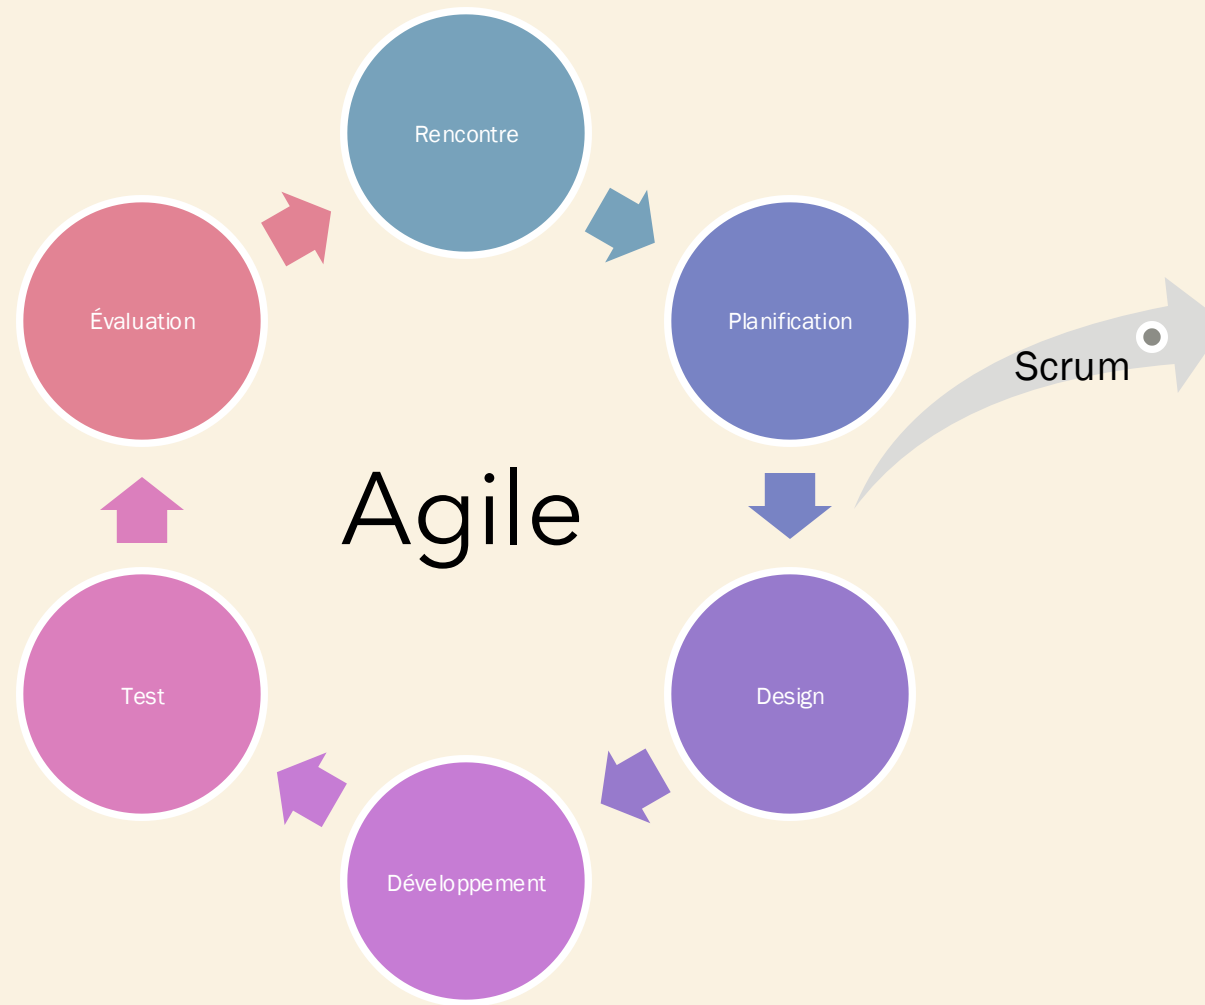 Rencontre
Évaluation
Planification
Scrum
Agile
Test
Design
Développement